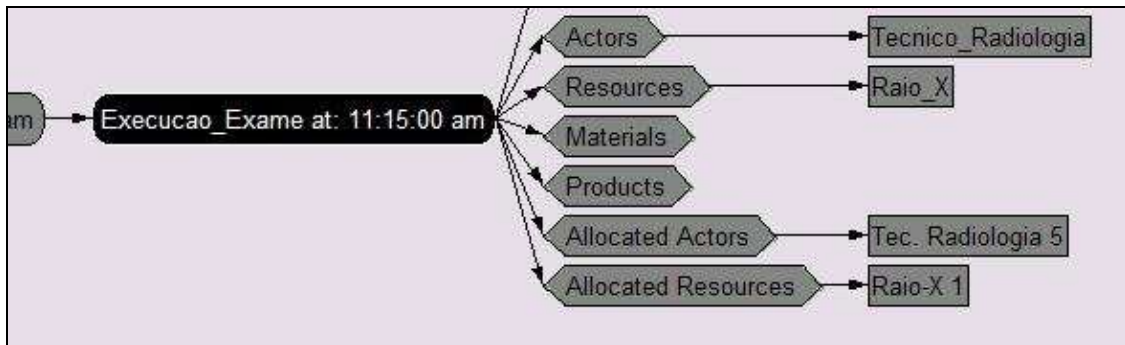 Actors
Tecnico_Radiologia
Resources
Raio_X
am
Execucao_Exame at: 11:15:00 am
Materials
Products
Allocated Actors
Tec. Radiologia 5
Allocated Resources
Raio-X 1